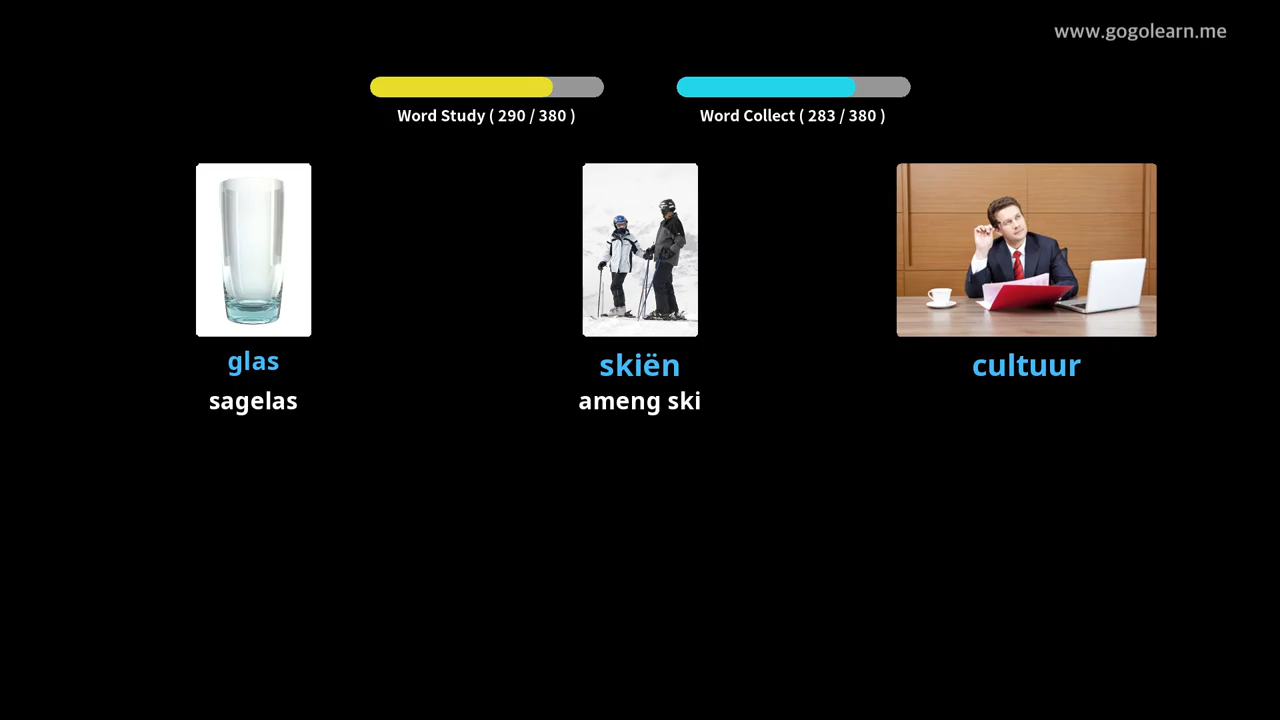 www.gogolearn.me
Word Study ( 290 / 380 )
Word Collect ( 283 / 380 )
glas
skiën
cultuur
sagelas
ameng ski